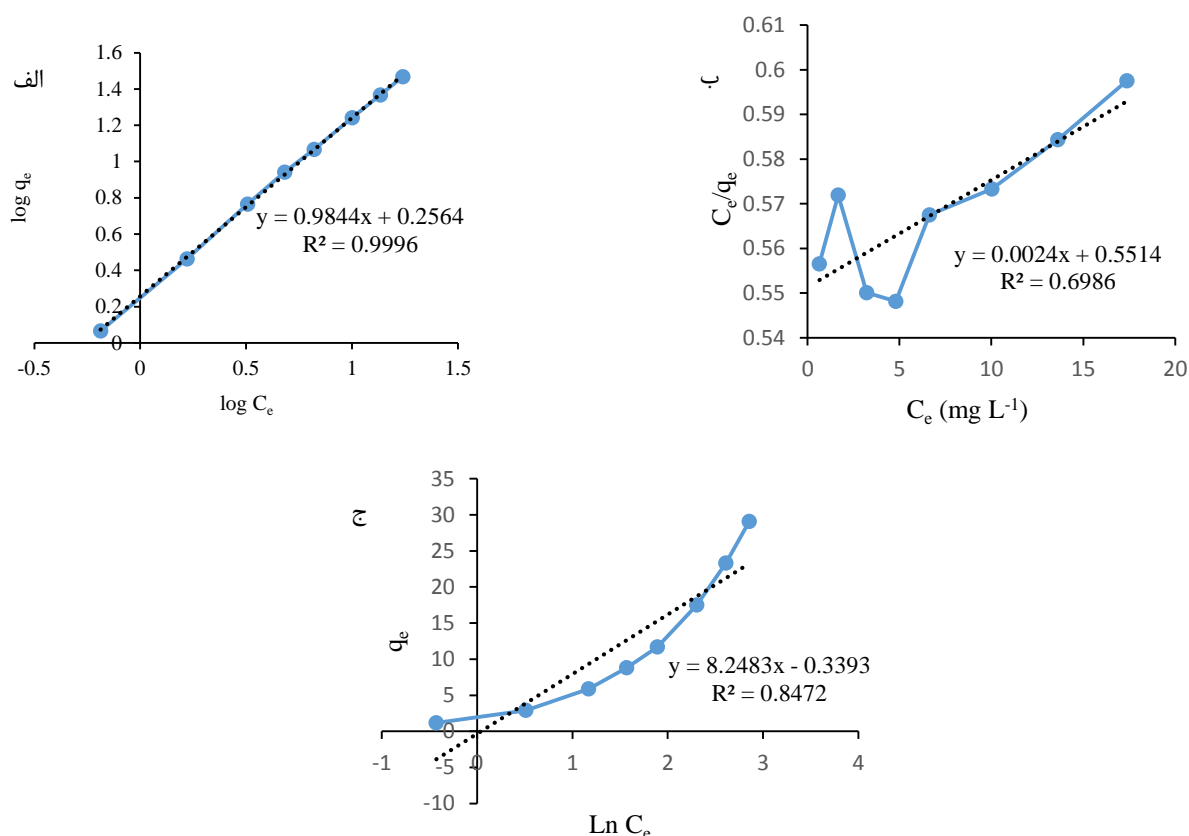 الف
1.6
1.4
1.2
1
0.8
0.6
0.4
0.2
0
-0.5
0
0.5
1
1.5
log qₑ
log Cₑ
y = 0.9844x + 0.2564
R² = 0.9996
ب
0.61
0.6
0.59
0.58
0.57
0.56
0.55
0.54
0
5
10
15
20
Cₑ/qₑ
Cₑ (mg L⁻¹)
y = 0.0024x + 0.5514
R² = 0.6986
ج
35
30
25
20
15
10
5
0
-5
-10
-1
0
1
2
3
4
qₑ
Ln Cₑ
y = 8.2483x - 0.3393
R² = 0.8472